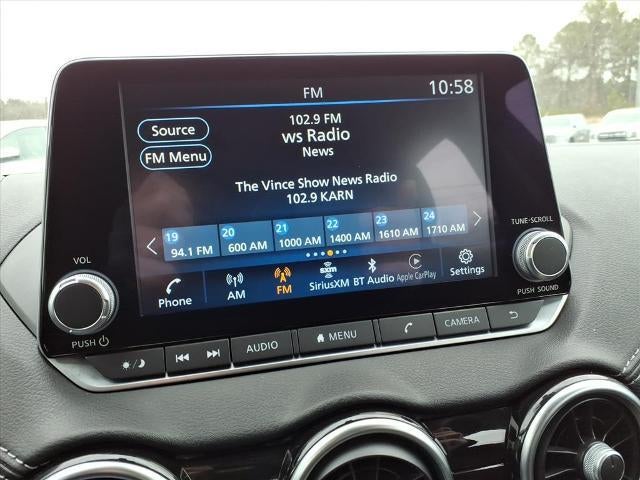 FM 10:58
102.9 FM
ws Radio
News
Source
FM Menu
The Vince Show News Radio
102.9 KARN
19 20 21 22 23 24
94.1 FM 600 AM 1000 AM 1400 AM 1610 AM 1710 AM
Phone AM FM sxm SiriusXM BT Audio Apple CarPlay Settings
VOL
PUSH
TUNE·SCROLL
PUSH SOUND
AUDIO MENU CAMERA